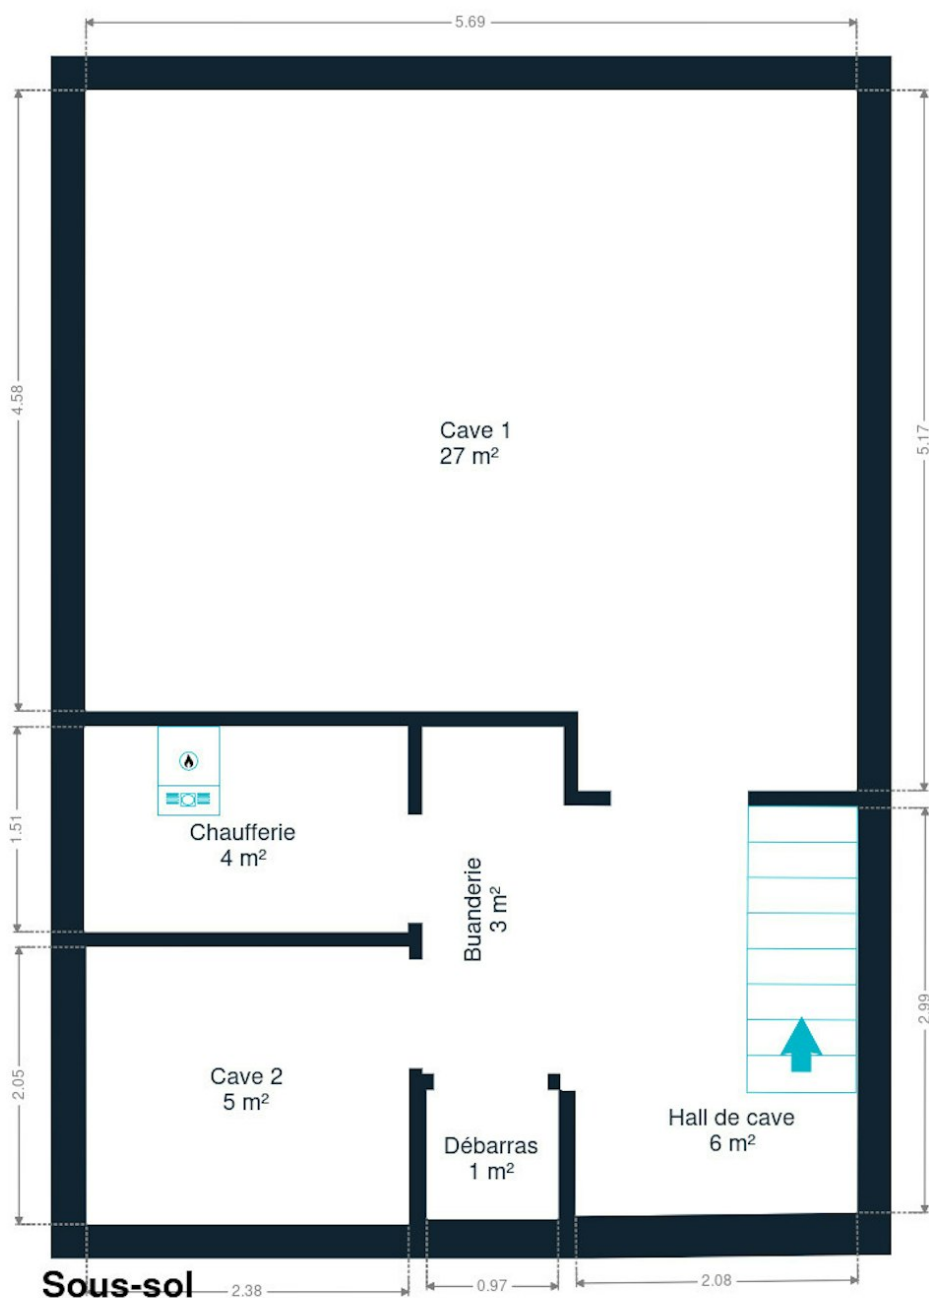 5.69
4.58
5.17
Cave 1
27 m²
1.51
Chaufferie
4 m²
Buanderie
3 m²
2.99
2.05
Cave 2
5 m²
Débarras
1 m²
Hall de cave
6 m²
Sous-sol
2.38
0.97
2.08